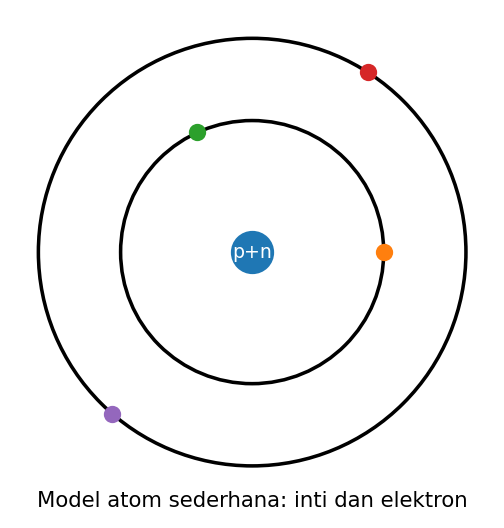 p+n
Model atom sederhana: inti dan elektron